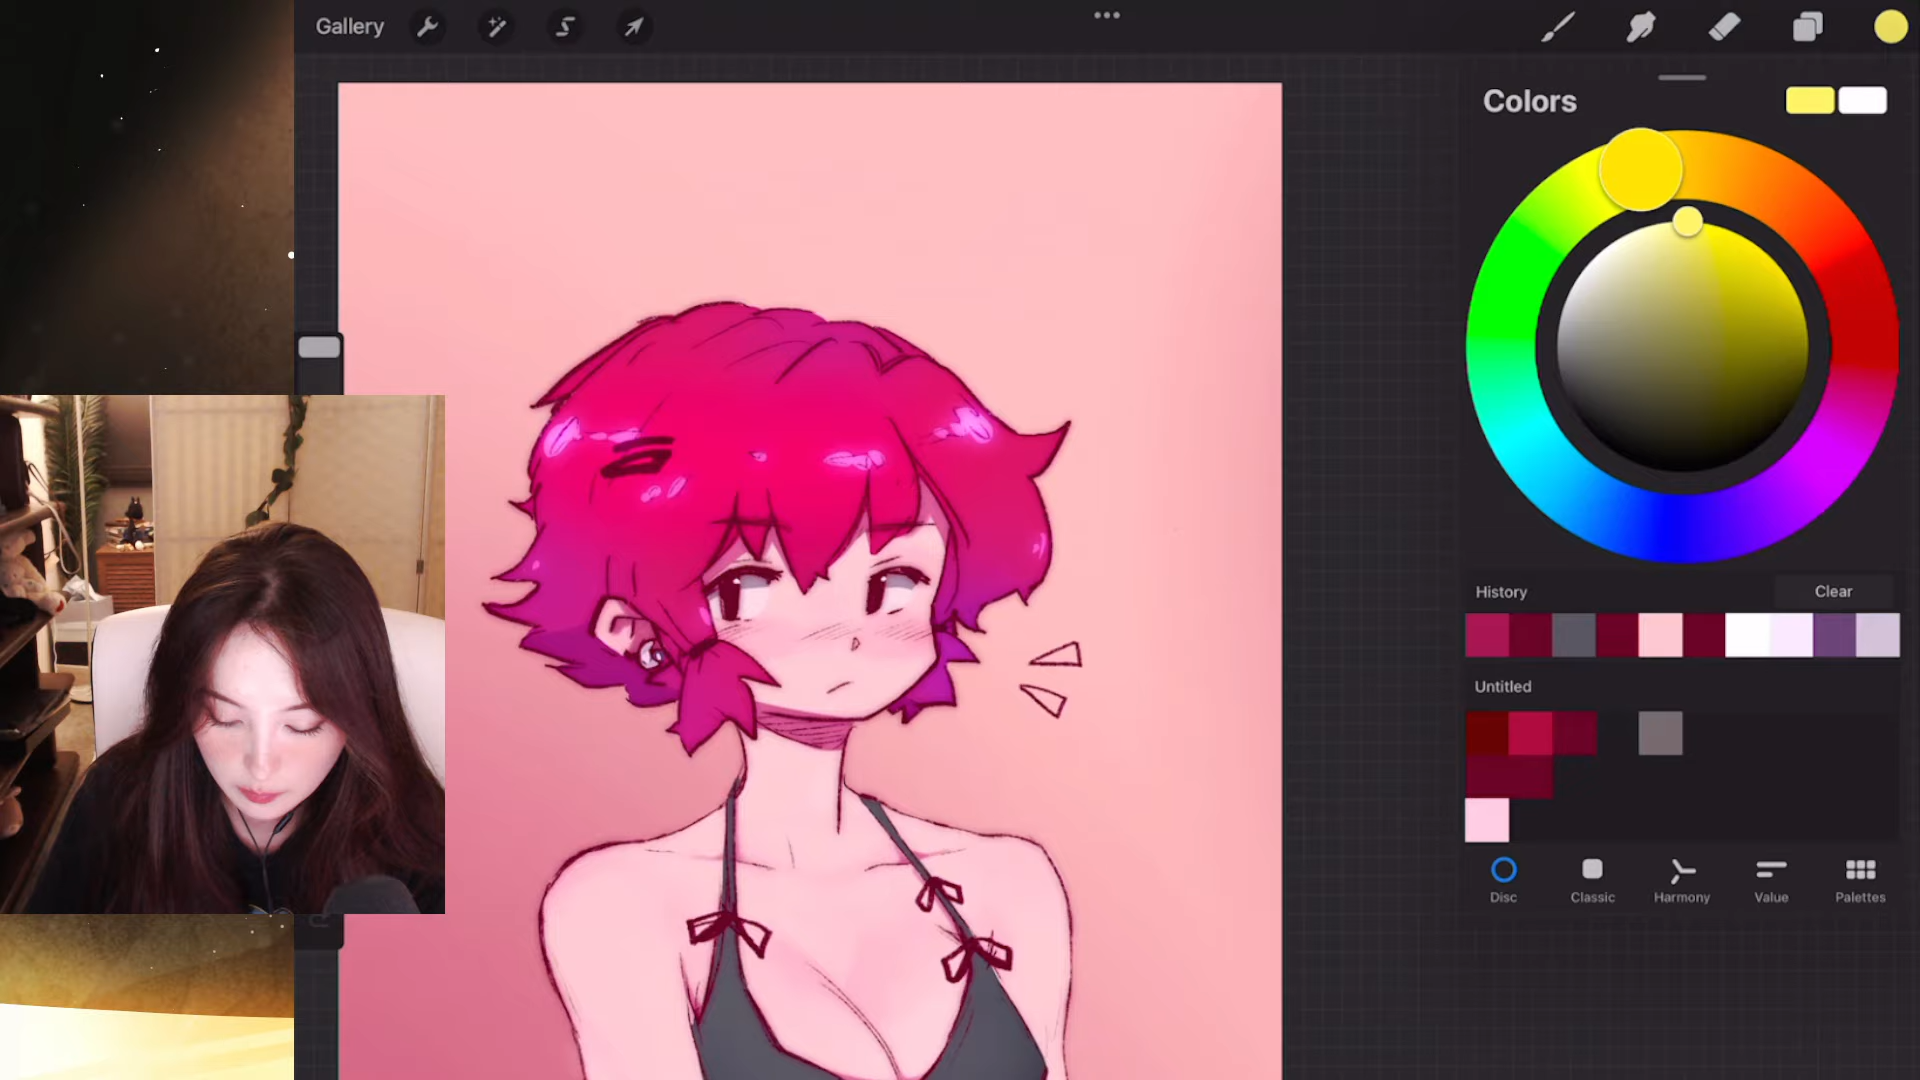 Gallery
Colors
History
Clear
Untitled
Disc
Classic
Harmony
Value
Palettes